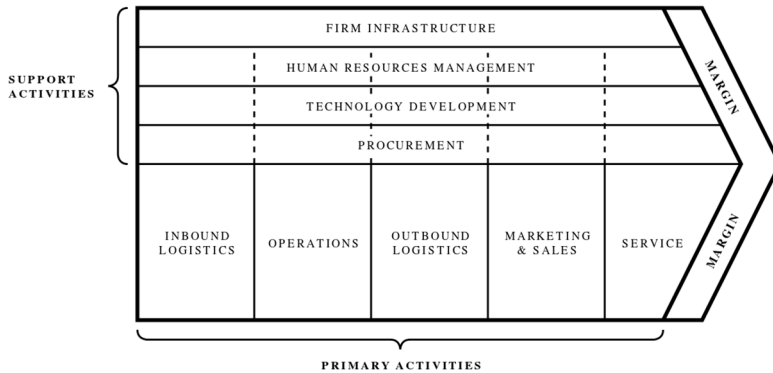 FIRM INFRASTRUCTURE
HUMAN RESOURCES MANAGEMENT
TECHNOLOGY DEVELOPMENT
PROCUREMENT
SUPPORT
ACTIVITIES
MARGIN
INBOUND
LOGISTICS
OPERATIONS
OUTBOUND
LOGISTICS
MARKETING
& SALES
SERVICE
MARGIN
PRIMARY ACTIVITIES